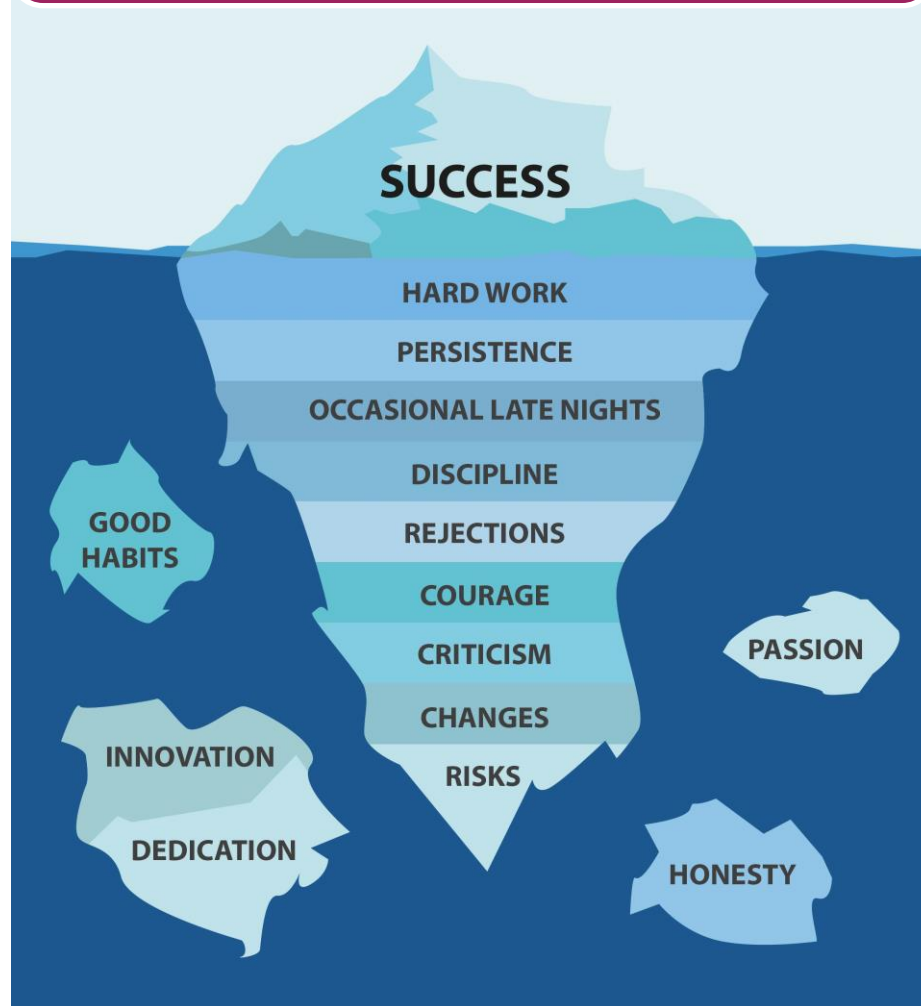 SUCCESS
HARD WORK
PERSISTENCE
OCCASIONAL LATE NIGHTS
DISCIPLINE
REJECTIONS
COURAGE
CRITICISM
CHANGES
RISKS
GOOD
HABITS
PASSION
INNOVATION
DEDICATION
HONESTY